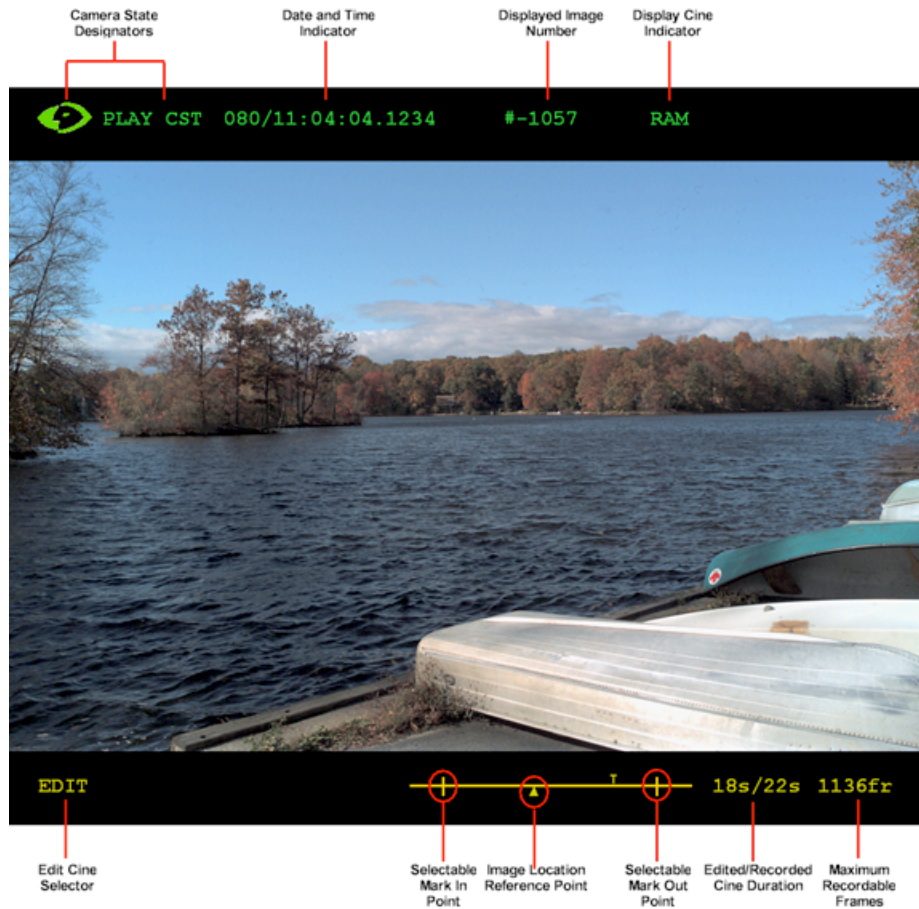 Camera State
Designators
Date and Time
Indicator
Displayed Image
Number
Display Cine
Indicator
PLAY CST 080/11:04:04.1234 #-1057 RAM
EDIT T 18s/22s 1136fr
Edit Cine
Selector
Selectable
Mark In
Point
Image Location
Reference Point
Selectable
Mark Out
Point
Edited/Recorded
Cine Duration
Maximum
Recordable
Frames